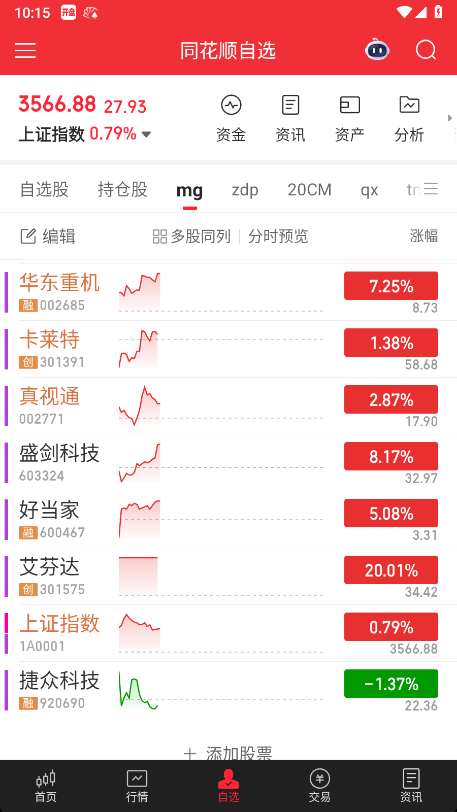 10:15 开盘
同花顺自选
3566.88 27.93
上证指数 0.79%
资金 资讯 资产 分析
自选股 持仓股 mg zdp 20CM qx
编辑 多股同列 分时预览 涨幅
华东重机 7.25%
融 002685 8.73
卡莱特 1.38%
创 301391 58.68
真视通 2.87%
002771 17.90
盛剑科技 8.17%
603324 32.97
好当家 5.08%
融 600467 3.31
艾芬达 20.01%
创 301575 34.42
上证指数 0.79%
1A0001 3566.88
捷众科技 -1.37%
融 920690 22.36
+ 添加股票
首页 行情 自选 交易 资讯